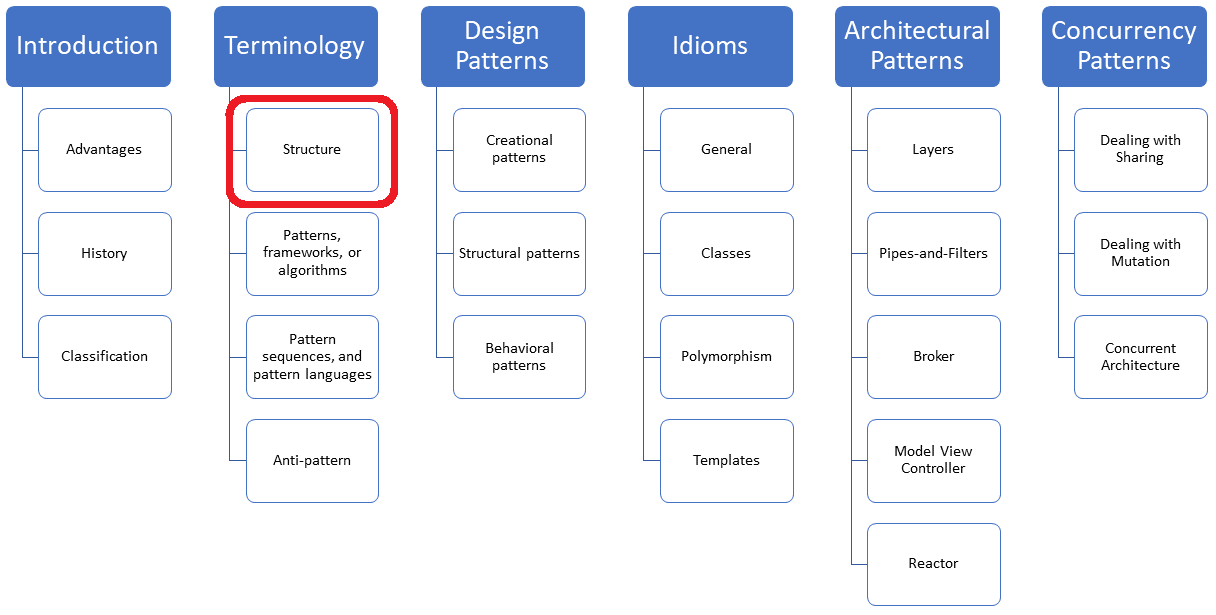 Introduction
Advantages
History
Classification
Terminology
Structure
Patterns,
frameworks, or
algorithms
Pattern
sequences, and
pattern languages
Anti-pattern
Design
Patterns
Creational
patterns
Structural patterns
Behavioral
patterns
Idioms
General
Classes
Polymorphism
Templates
Architectural
Patterns
Layers
Pipes-and-Filters
Broker
Model View
Controller
Reactor
Concurrency
Patterns
Dealing with
Sharing
Dealing with
Mutation
Concurrent
Architecture